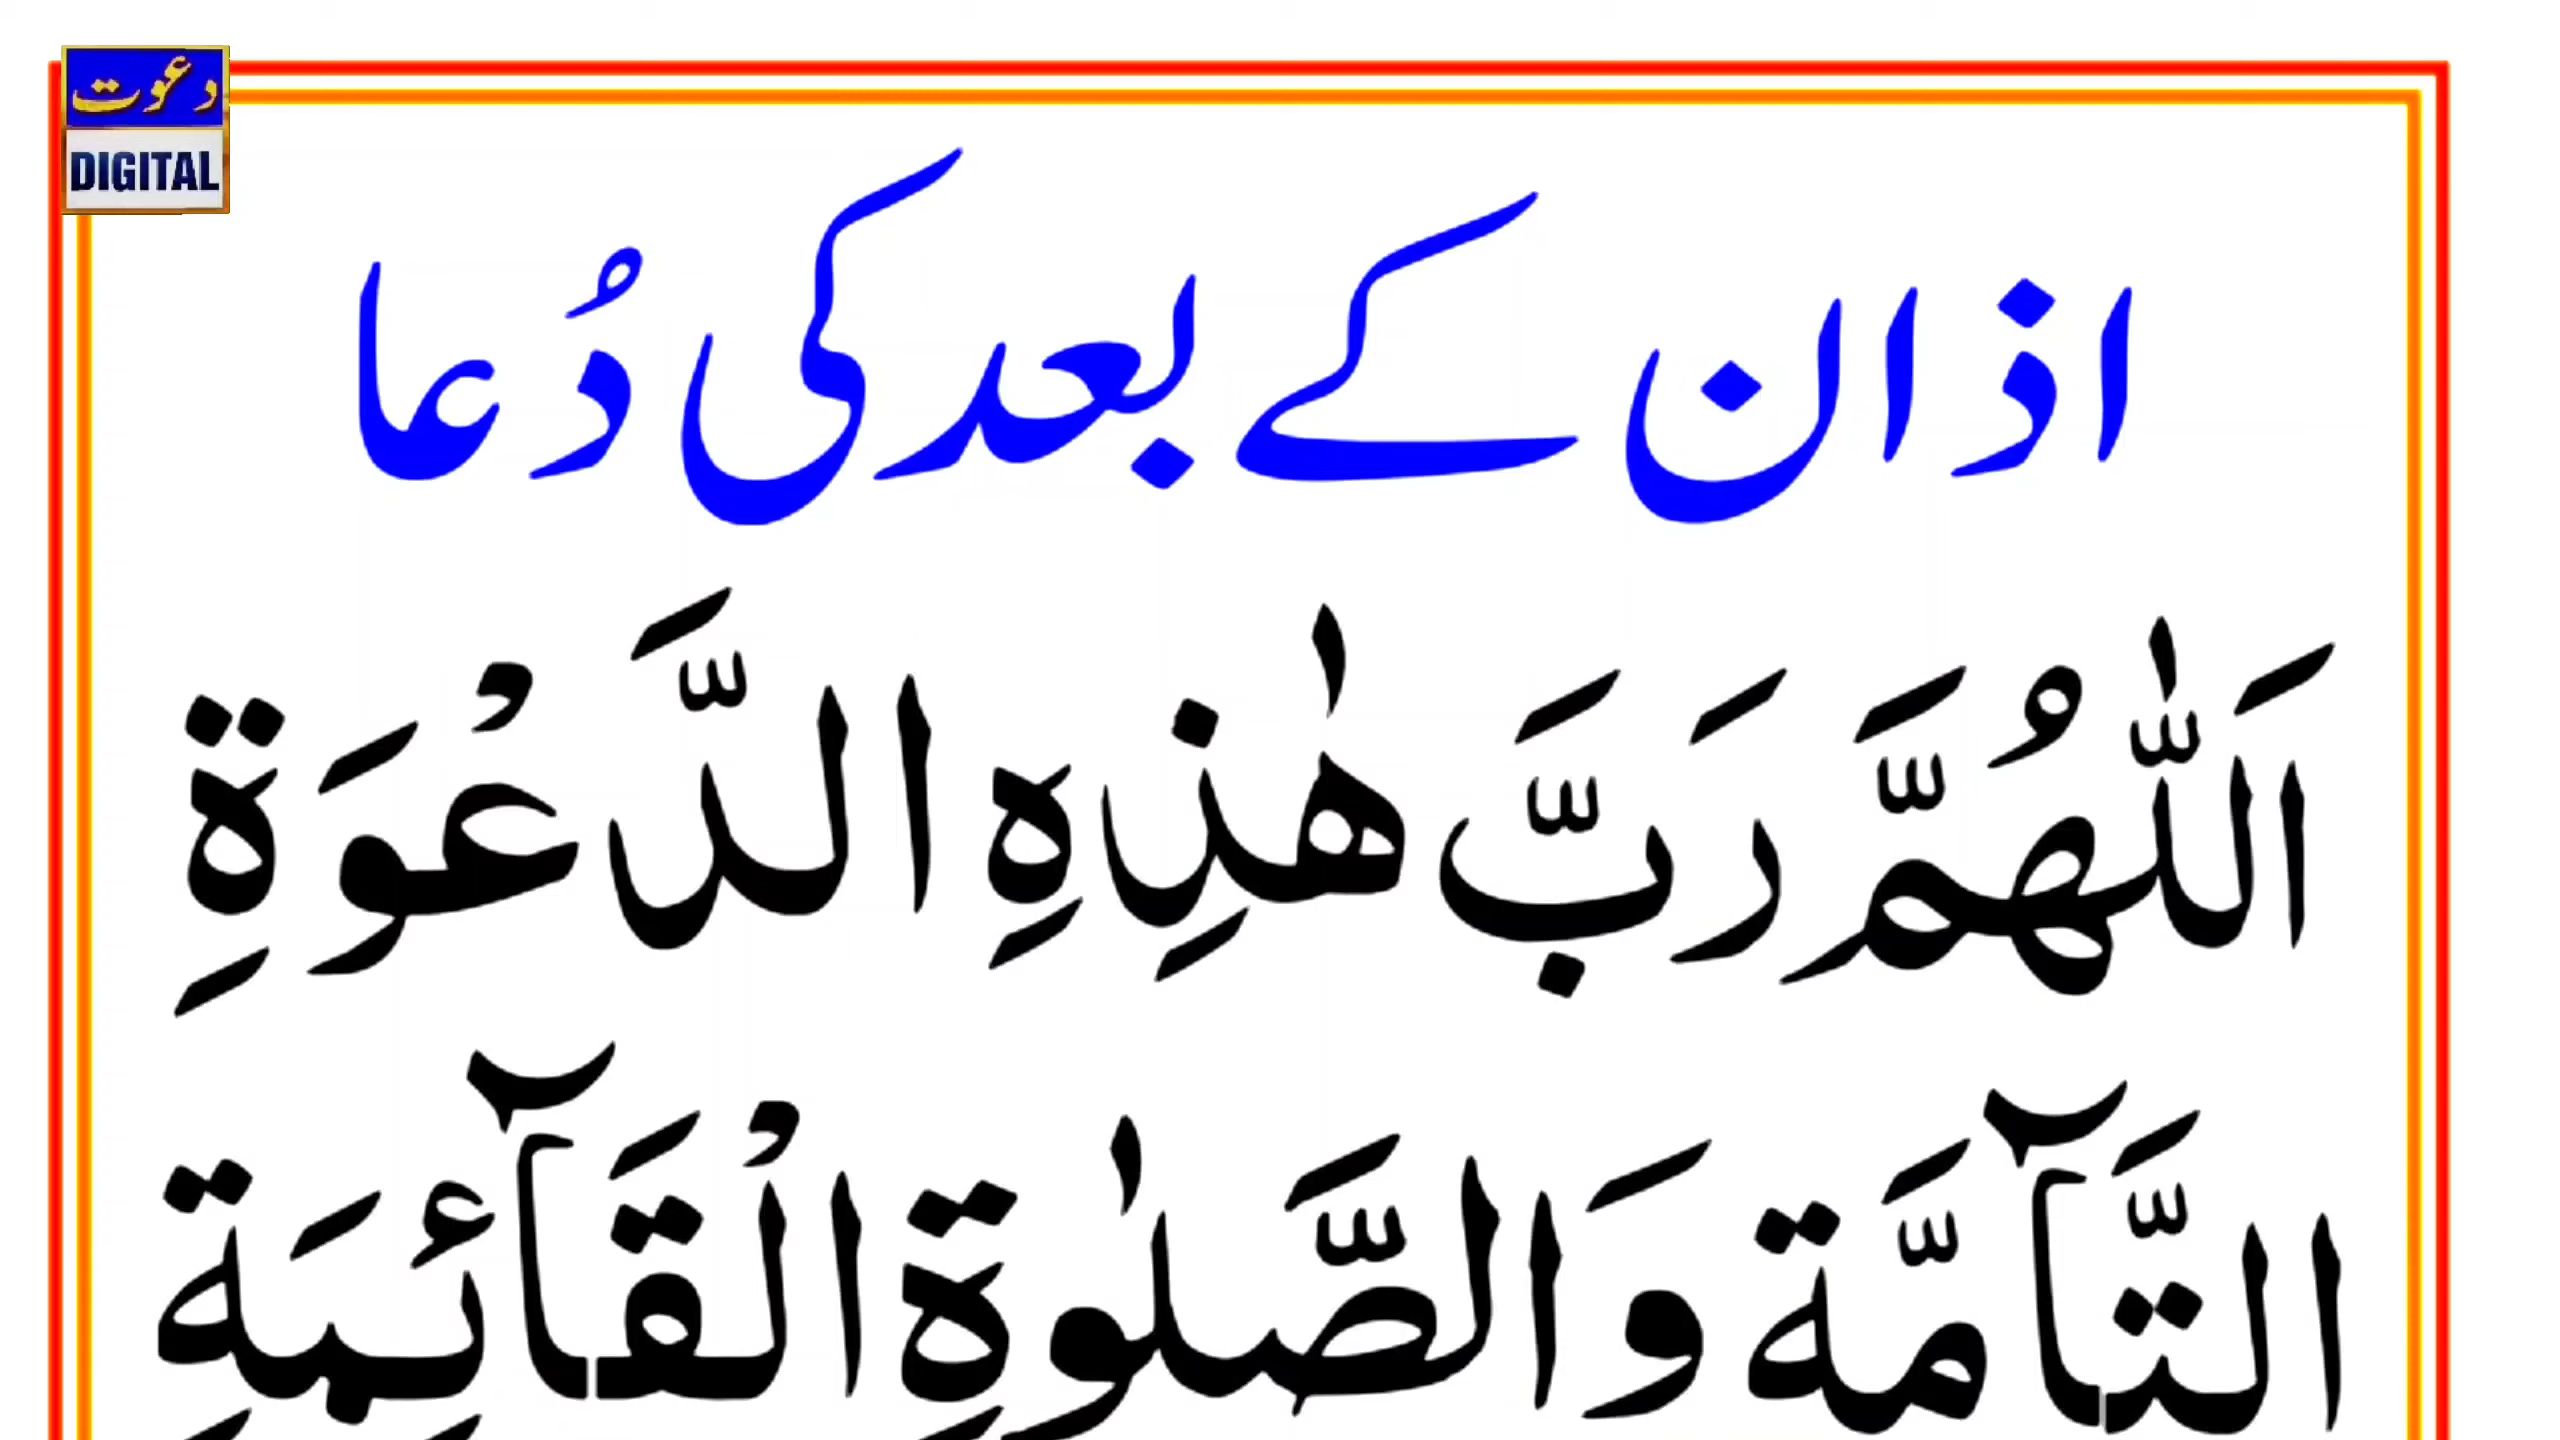 دعوت
DIGITAL
اذان کے بعد کی دُعا
اَللّٰهُمَّ رَبَّ هٰذِهِ الدَّعْوَةِ
التَّآمَّة وَالصَّلٰوةِ الْقَآئِمَةِ